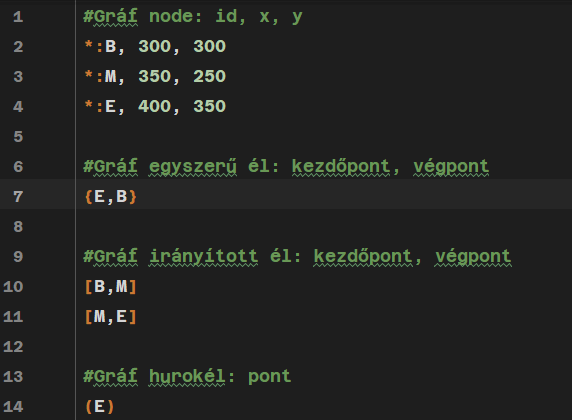 1 #Gráf node: id, x, y
2 *:B, 300, 300
3 *:M, 350, 250
4 *:E, 400, 350
5
6 #Gráf egyszerű él: kezdőpont, végpont
7 {E,B}
8
9 #Gráf irányított él: kezdőpont, végpont
10 [B,M]
11 [M,E]
12
13 #Gráf hurokél: pont
14 (E)